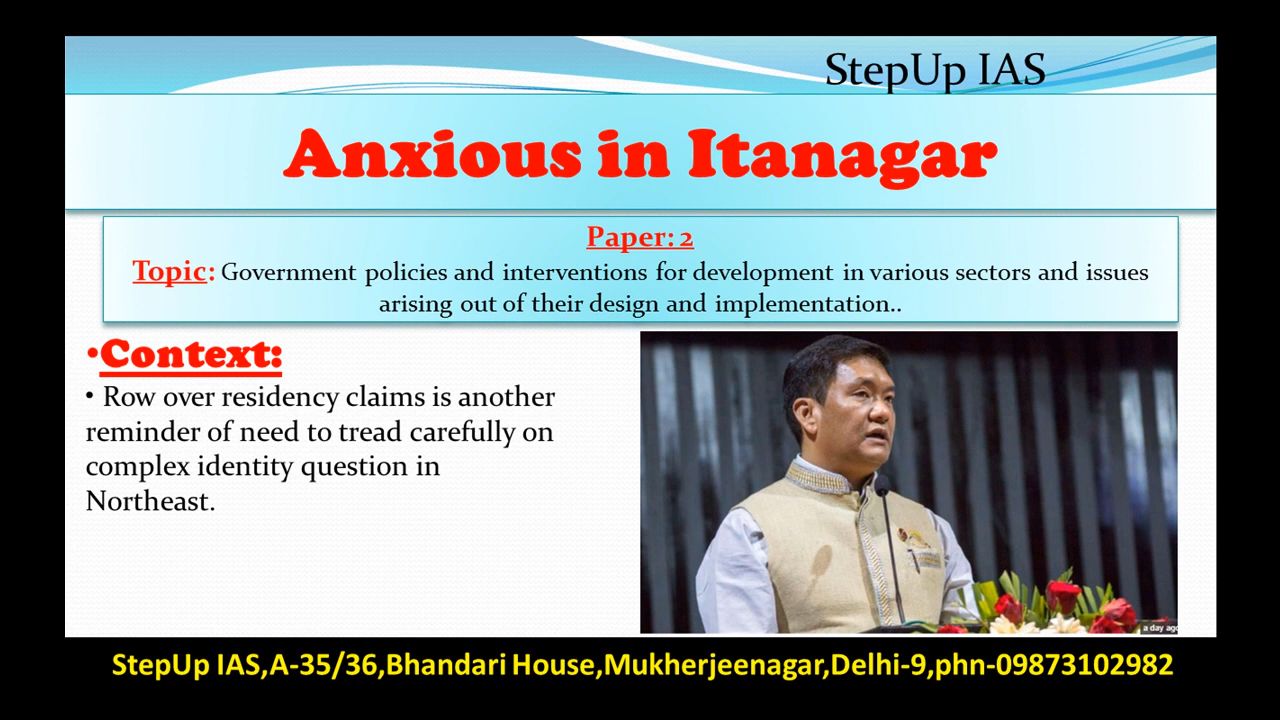 StepUp IAS
Anxious in Itanagar
Paper: 2
Topic: Government policies and interventions for development in various sectors and issues
arising out of their design and implementation..
•Context:
• Row over residency claims is another
reminder of need to tread carefully on
complex identity question in
Northeast.
a day ago
StepUp IAS,A-35/36,Bhandari House,Mukherjeenagar,Delhi-9,phn-09873102982